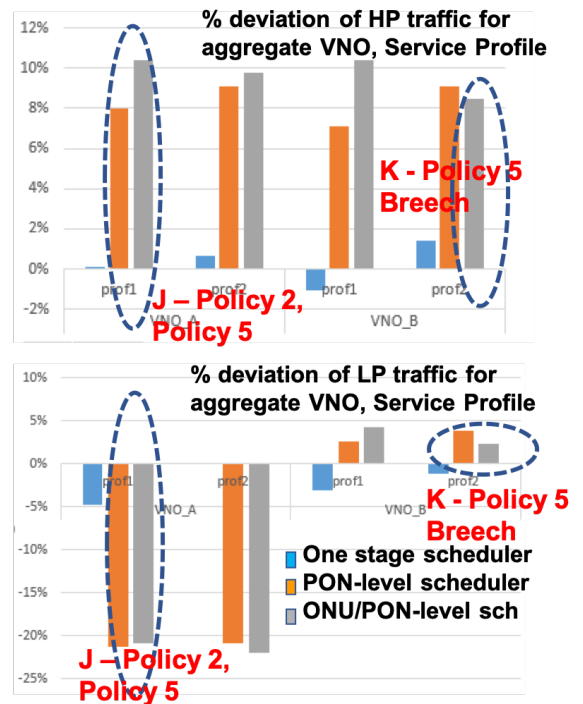 % deviation of HP traffic for
aggregate VNO, Service Profile
12%
10%
8%
6%
4%
2%
0%
-2%
K - Policy 5
Breech
prof1
prof2
prof1
prof2
J – Policy 2,
Policy 5
VNO_A
VNO_B
% deviation of LP traffic for
aggregate VNO, Service Profile
10%
5%
0%
-5%
-10%
-15%
-20%
-25%
prof1
prof2
prof1
prof2
VNO_A
VNO_B
K - Policy 5
Breech
One stage scheduler
PON-level scheduler
ONU/PON-level sch
J – Policy 2,
Policy 5